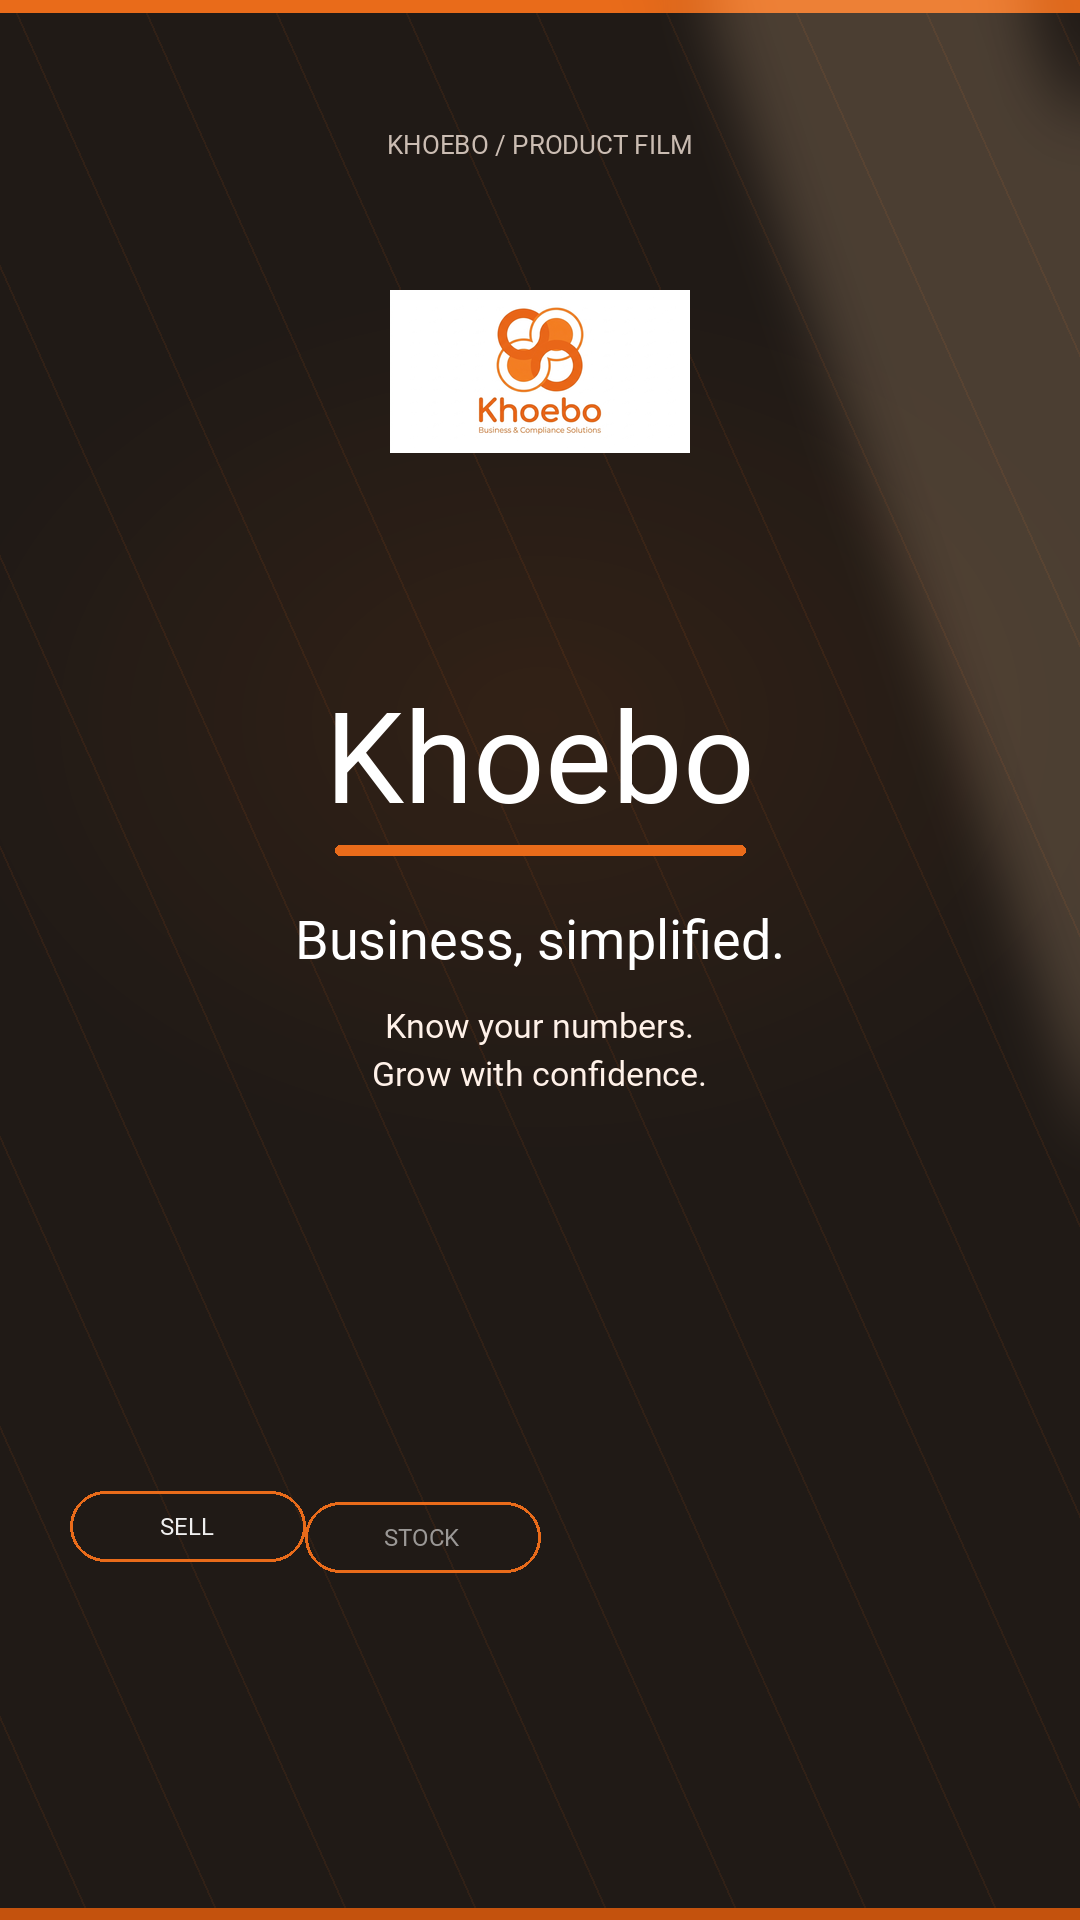 KHOEBO / PRODUCT FILM
Khoebo
Business & Compliance Solutions
Khoebo
Business, simplified.
Know your numbers.
Grow with confidence.
SELL
STOCK